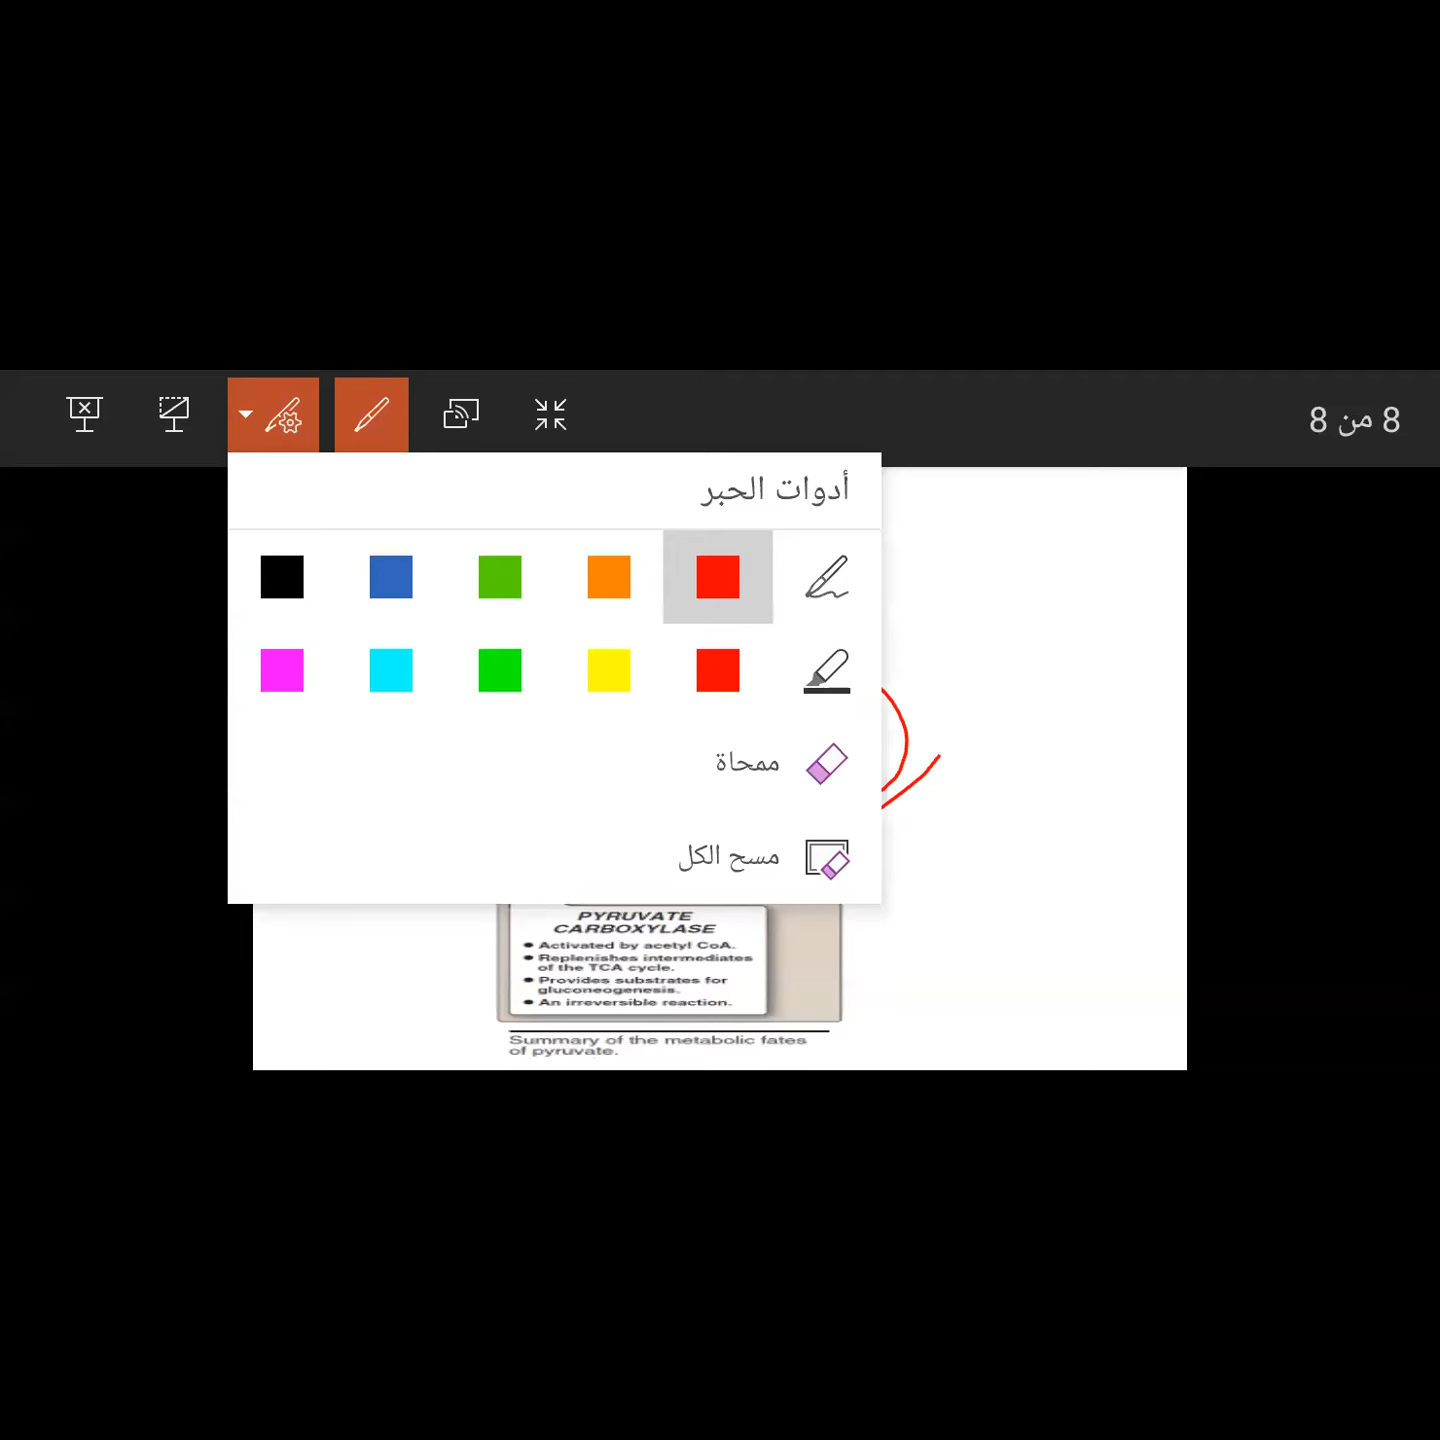 8 من 8
أدوات الحبر
ممحاة
مسح الكل
PYRUVATE
CARBOXYLASE
● Activated by acetyl CoA.
● Replenishes intermediates
of the TCA cycle.
● Provides substrates for
gluconeogenesis.
● An irreversible reaction.
Summary of the metabolic fates
of pyruvate.